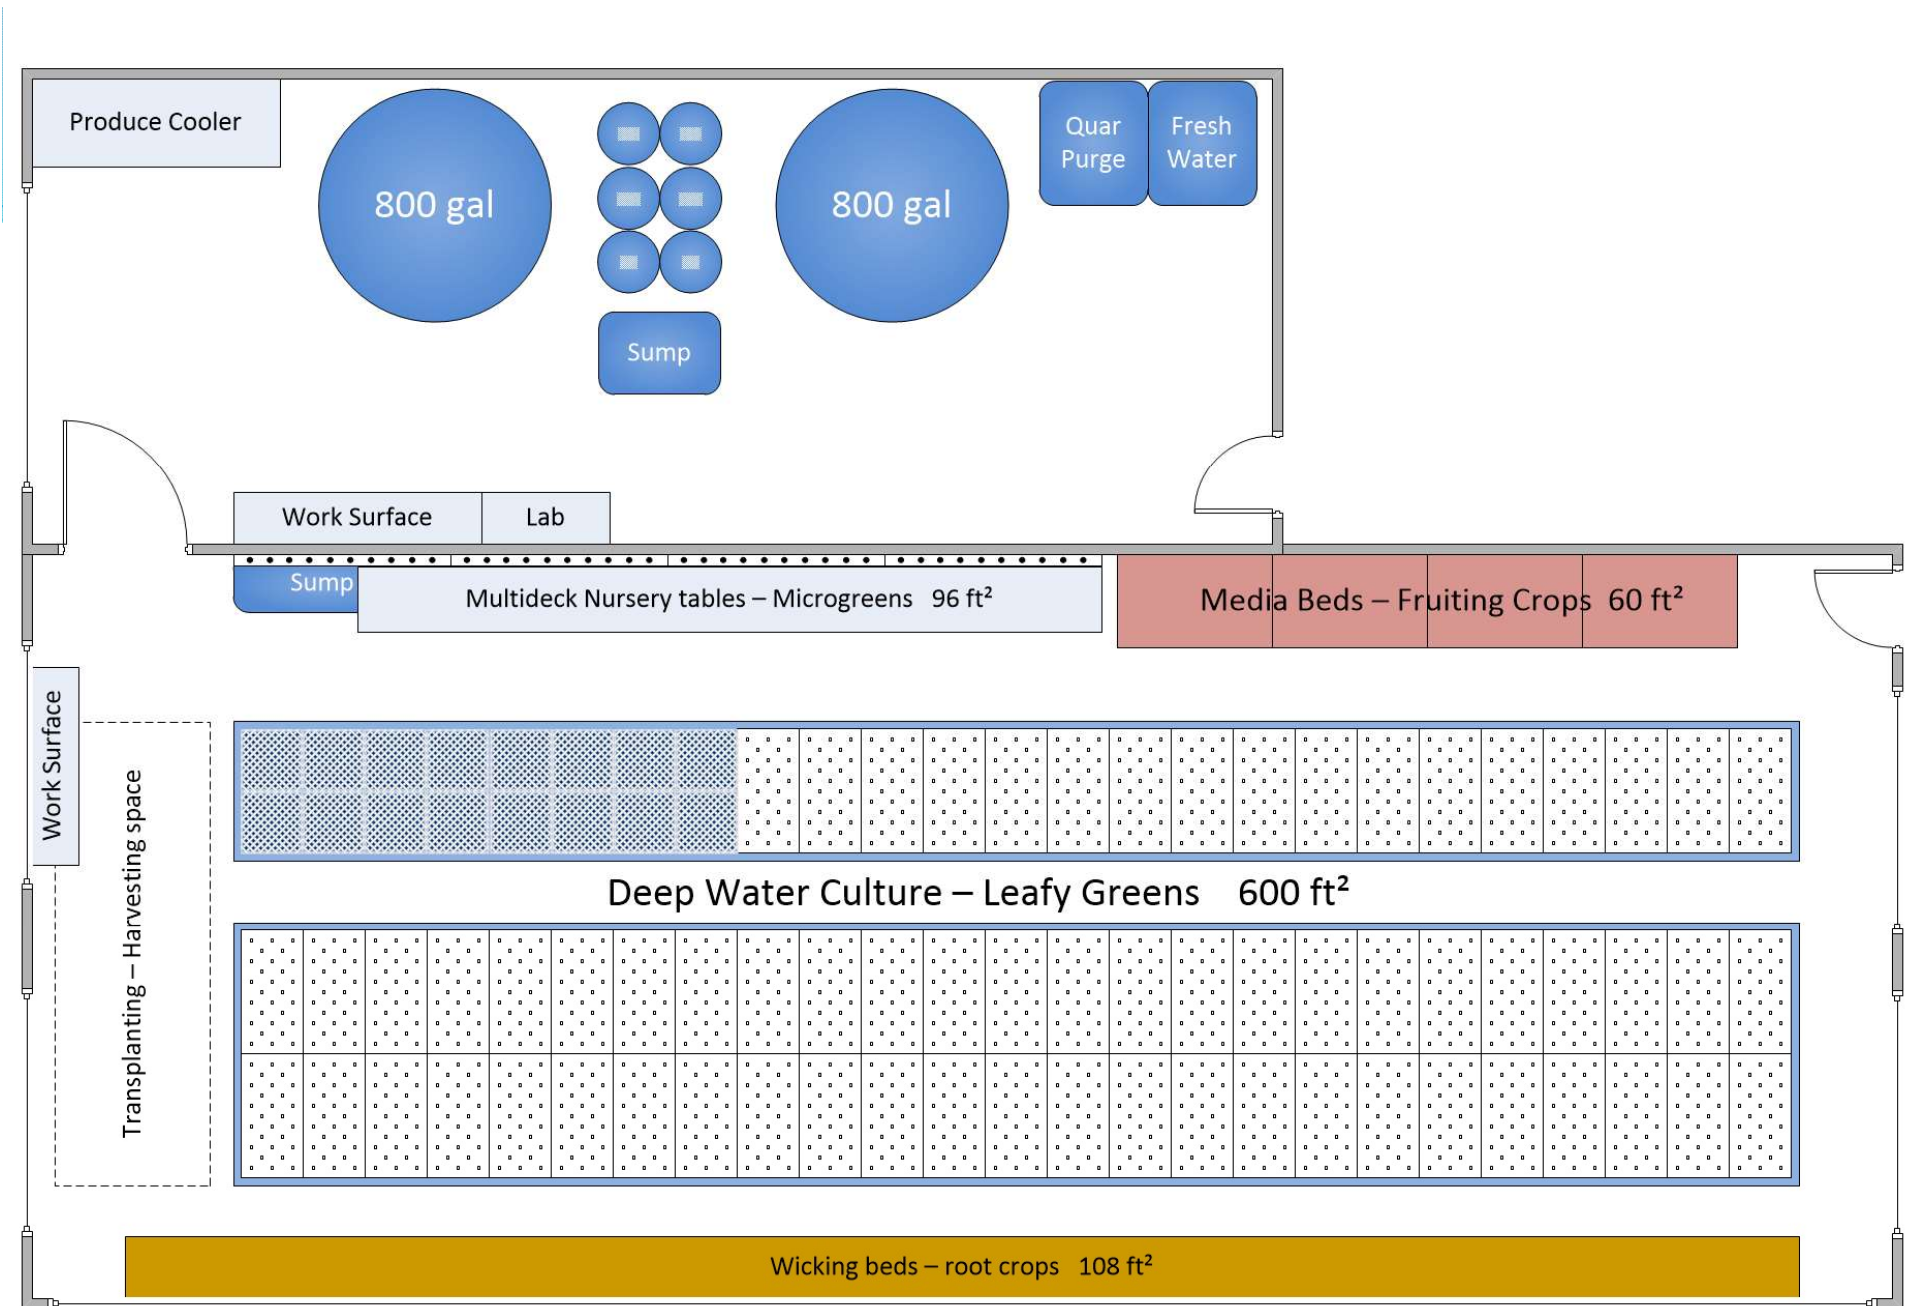 Produce Cooler
800 gal
800 gal
Quar
Purge
Fresh
Water
Sump
Work Surface
Lab
Sump
Multideck Nursery tables – Microgreens 96 ft²
Media Beds – Fruiting Crops 60 ft²
Work Surface
Transplanting – Harvesting space
Deep Water Culture – Leafy Greens 600 ft²
Wicking beds – root crops 108 ft²